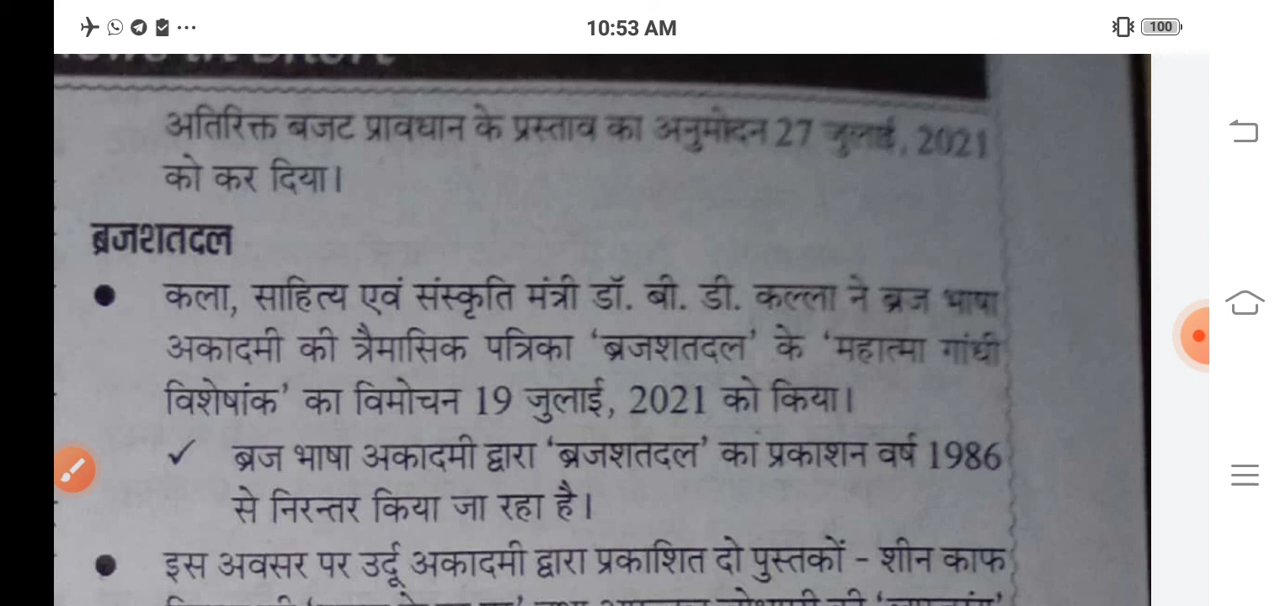 10:53 AM
100
अतिरिक्त बजट प्रावधान के प्रस्ताव का अनुमोदन 27 जुलाई, 2021
को कर दिया।
ब्रजशतदल
● कला, साहित्य एवं संस्कृति मंत्री डॉ. बी. डी. कल्ला ने ब्रज भाषा
अकादमी की त्रैमासिक पत्रिका ‘ब्रजशतदल’ के ‘महात्मा गांधी
विशेषांक’ का विमोचन 19 जुलाई, 2021 को किया।
✓ ब्रज भाषा अकादमी द्वारा ‘ब्रजशतदल’ का प्रकाशन वर्ष 1986
से निरन्तर किया जा रहा है।
● इस अवसर पर उर्दू अकादमी द्वारा प्रकाशित दो पुस्तकों - शीन काफ